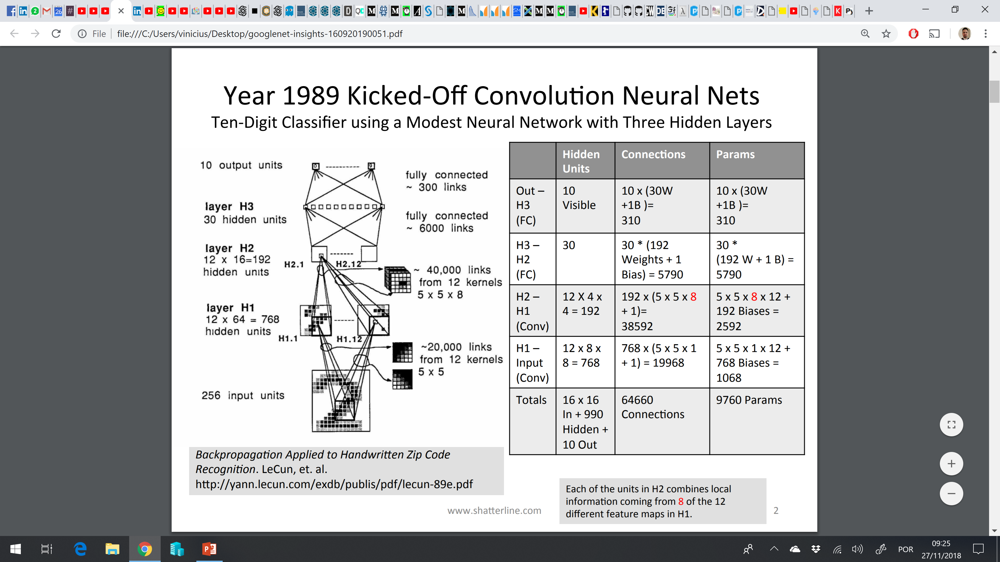 File
file:///C:/Users/vinicius/Desktop/googlenet-insights-160920190051.pdf
Year 1989 Kicked-Off Convolution Neural Nets
Ten-Digit Classifier using a Modest Neural Network with Three Hidden Layers
10 output units
0
9
fully connected
~ 300 links
layer H3
30 hidden units
fully connected
~ 6000 links
layer H2
12 x 16=192
hidden units
H2.1
H2.12
~ 40,000 links
from 12 kernels
5 x 5 x 8
layer H1
12 x 64 = 768
hidden units
H1.1
H1.12
~20,000 links
from 12 kernels
5 x 5
256 input units
Hidden
Units
Connections
Params
Out –
H3
(FC)
10
Visible
10 x (30W
+1B )=
310
10 x (30W
+1B )=
310
H3 –
H2
(FC)
30
30 * (192
Weights + 1
Bias) = 5790
30 *
(192 W + 1 B) =
5790
H2 –
H1
(Conv)
12 X 4 x
4 = 192
192 x (5 x 5 x 8
+ 1)=
38592
5 x 5 x 8 x 12 +
192 Biases =
2592
H1 –
Input
(Conv)
12 x 8 x
8 = 768
768 x (5 x 5 x 1
+ 1) = 19968
5 x 5 x 1 x 12 +
768 Biases =
1068
Totals
16 x 16
In + 990
Hidden +
10 Out
64660
Connections
9760 Params
Backpropagation Applied to Handwritten Zip Code
Recognition. LeCun, et. al.
http://yann.lecun.com/exdb/publis/pdf/lecun-89e.pdf
Each of the units in H2 combines local
information coming from 8 of the 12
different feature maps in H1.
www.shatterline.com
2
POR
09:25
27/11/2018